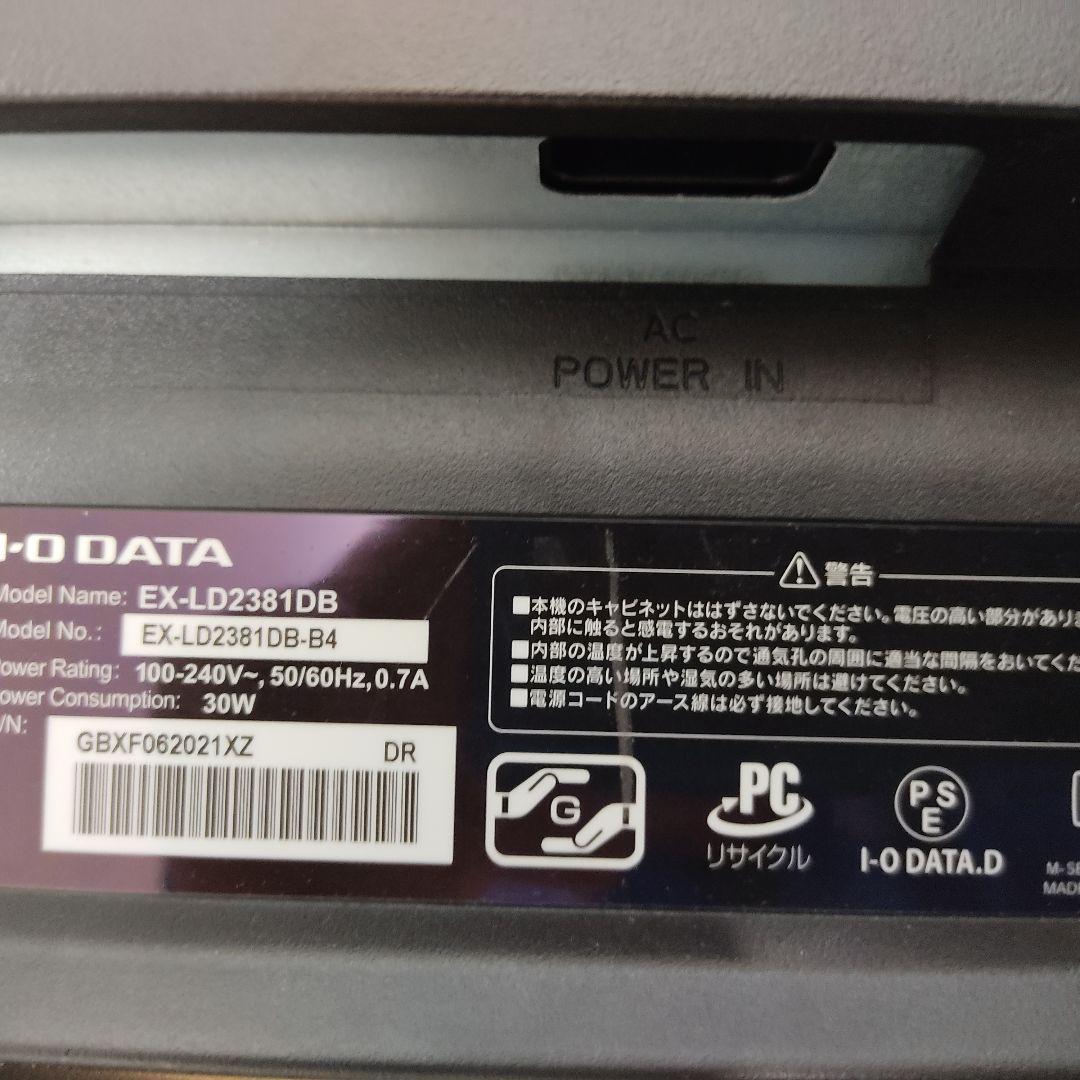 AC
POWER IN
I-O DATA
Model Name: EX-LD2381DB
Model No.: EX-LD2381DB-B4
Power Rating: 100-240V~, 50/60Hz, 0.7A
Power Consumption: 30W
/N:
GBXF062021XZ DR
警告
■本機のキャビネットははずさないでください。電圧の高い部分がありま
内部に触ると感電するおそれがあります。
■内部の温度が上昇するので通気孔の周囲に適当な間隔をおいてくだ
■温度の高い場所や湿気の多い場所は避けてください。
■電源コードのアース線は必ず接地してください。
G
PC
リサイクル
PS
E
I-O DATA.D
M-SE
MADE